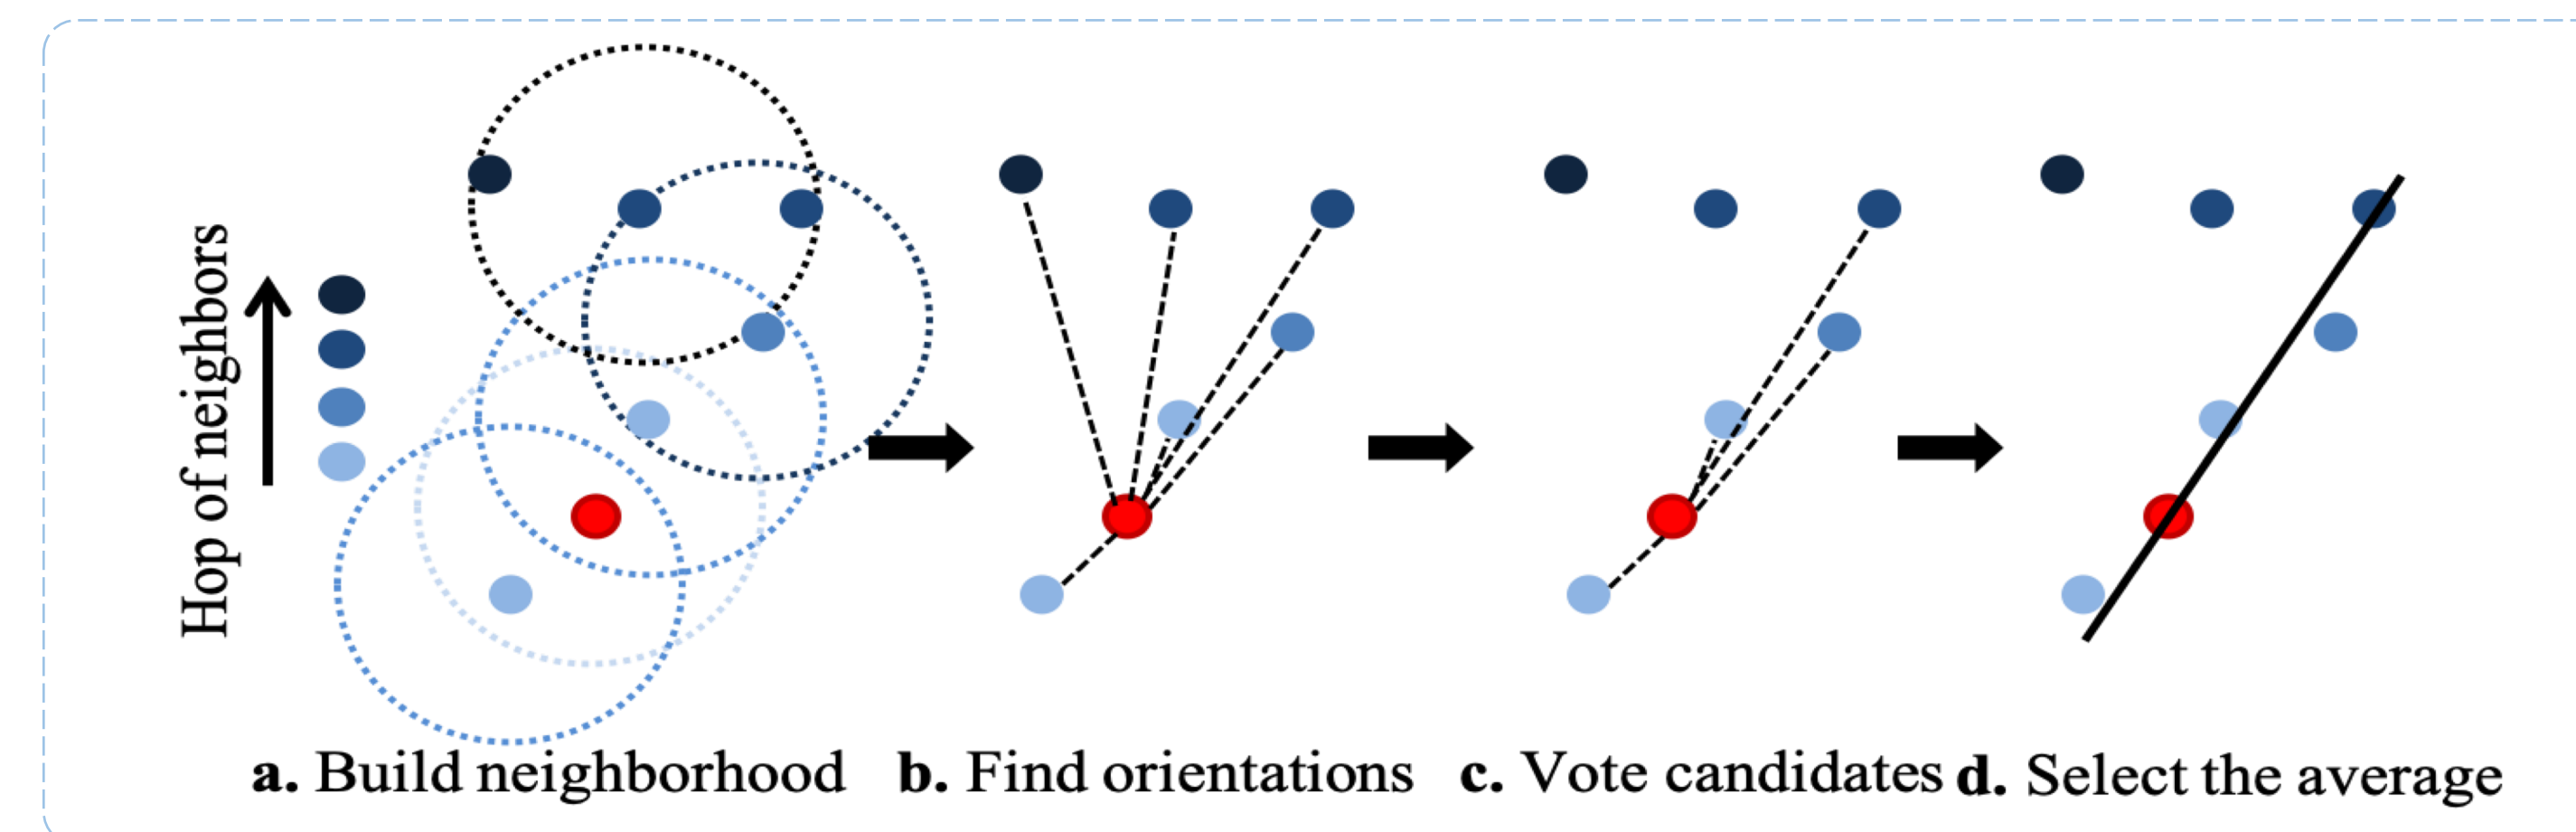 Hop of neighbors
a. Build neighborhood
b. Find orientations
c. Vote candidates
d. Select the average